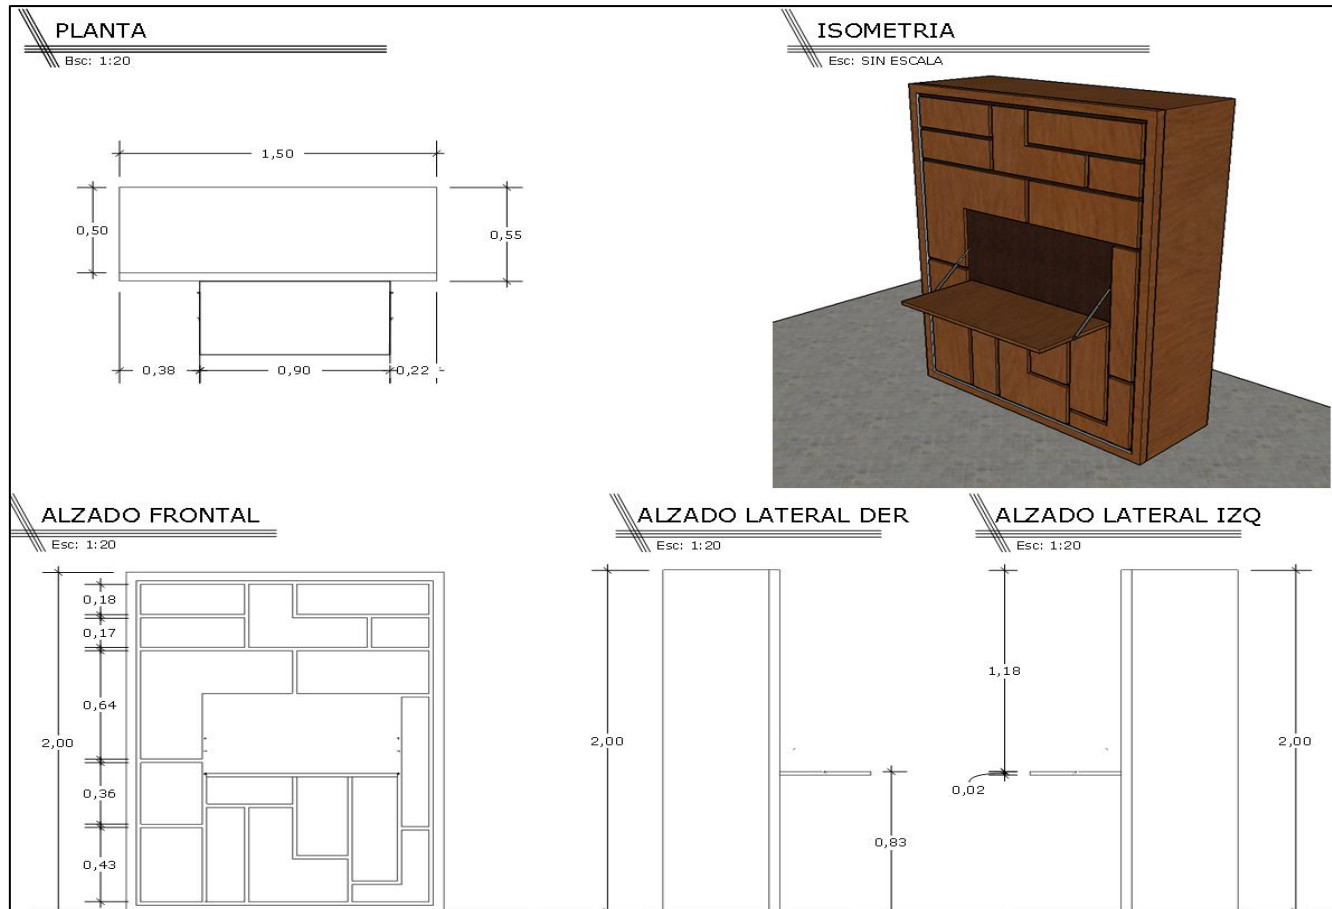 PLANTA
Esc: 1:20
1,50
0,50
0,55
0,38
0,90
0,22
ISOMETRIA
Esc: SIN ESCALA
ALZADO FRONTAL
Esc: 1:20
0,18
0,17
0,64
2,00
0,36
0,43
ALZADO LATERAL DER
Esc: 1:20
2,00
0,83
ALZADO LATERAL IZQ
Esc: 1:20
1,18
2,00
0,02